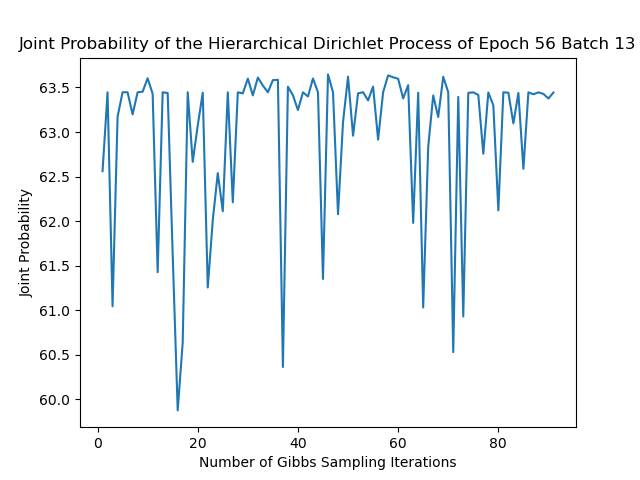 Joint Probability of the Hierarchical Dirichlet Process of Epoch 56 Batch 13
63.5
63.0
62.5
62.0
61.5
61.0
60.5
60.0
Joint Probability
0 20 40 60 80
Number of Gibbs Sampling Iterations